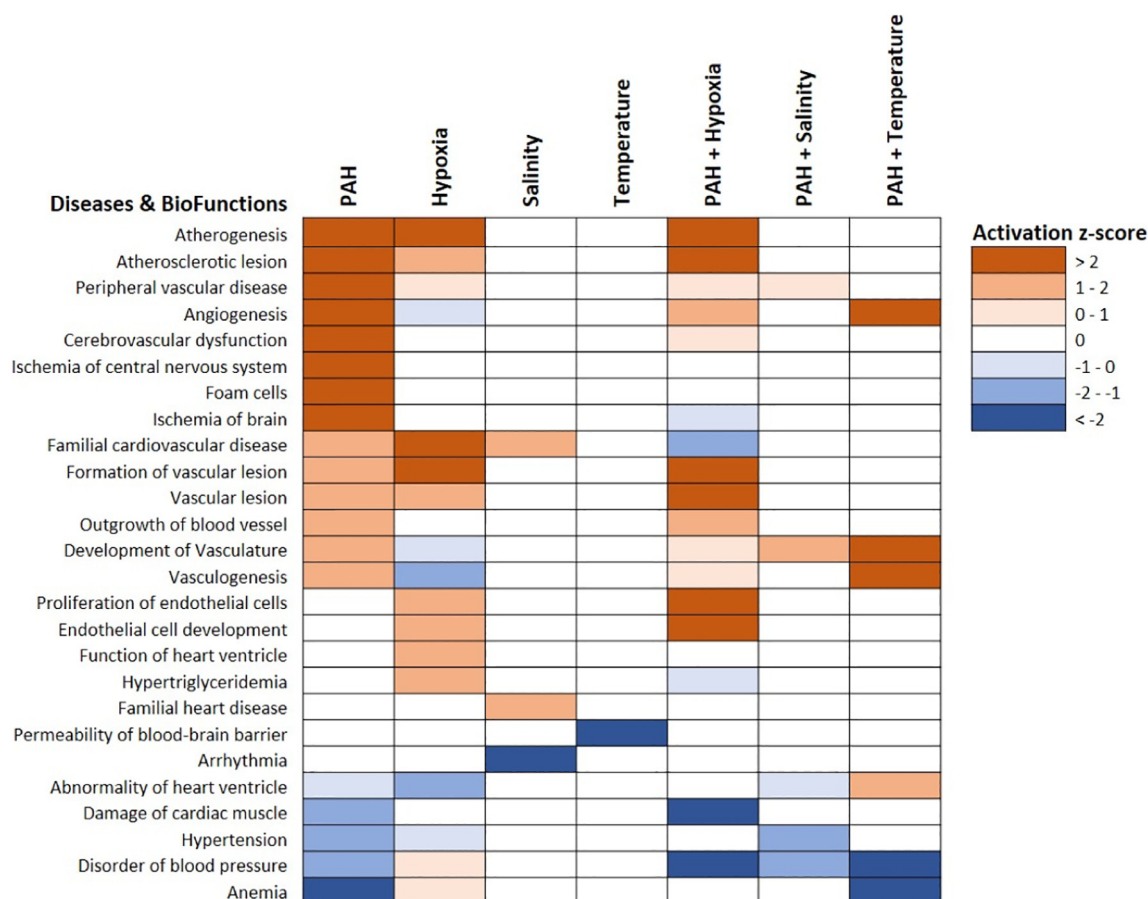 PAH
Hypoxia
Salinity
Temperature
PAH + Hypoxia
PAH + Salinity
PAH + Temperature
Diseases & BioFunctions
Atherogenesis
Atherosclerotic lesion
Peripheral vascular disease
Angiogenesis
Cerebrovascular dysfunction
Ischemia of central nervous system
Foam cells
Ischemia of brain
Familial cardiovascular disease
Formation of vascular lesion
Vascular lesion
Outgrowth of blood vessel
Development of Vasculature
Vasculogenesis
Proliferation of endothelial cells
Endothelial cell development
Function of heart ventricle
Hypertriglyceridemia
Familial heart disease
Permeability of blood-brain barrier
Arrhythmia
Abnormality of heart ventricle
Damage of cardiac muscle
Hypertension
Disorder of blood pressure
Anemia
Activation z-score
> 2
1 - 2
0 - 1
0
-1 - 0
-2 - -1
< -2